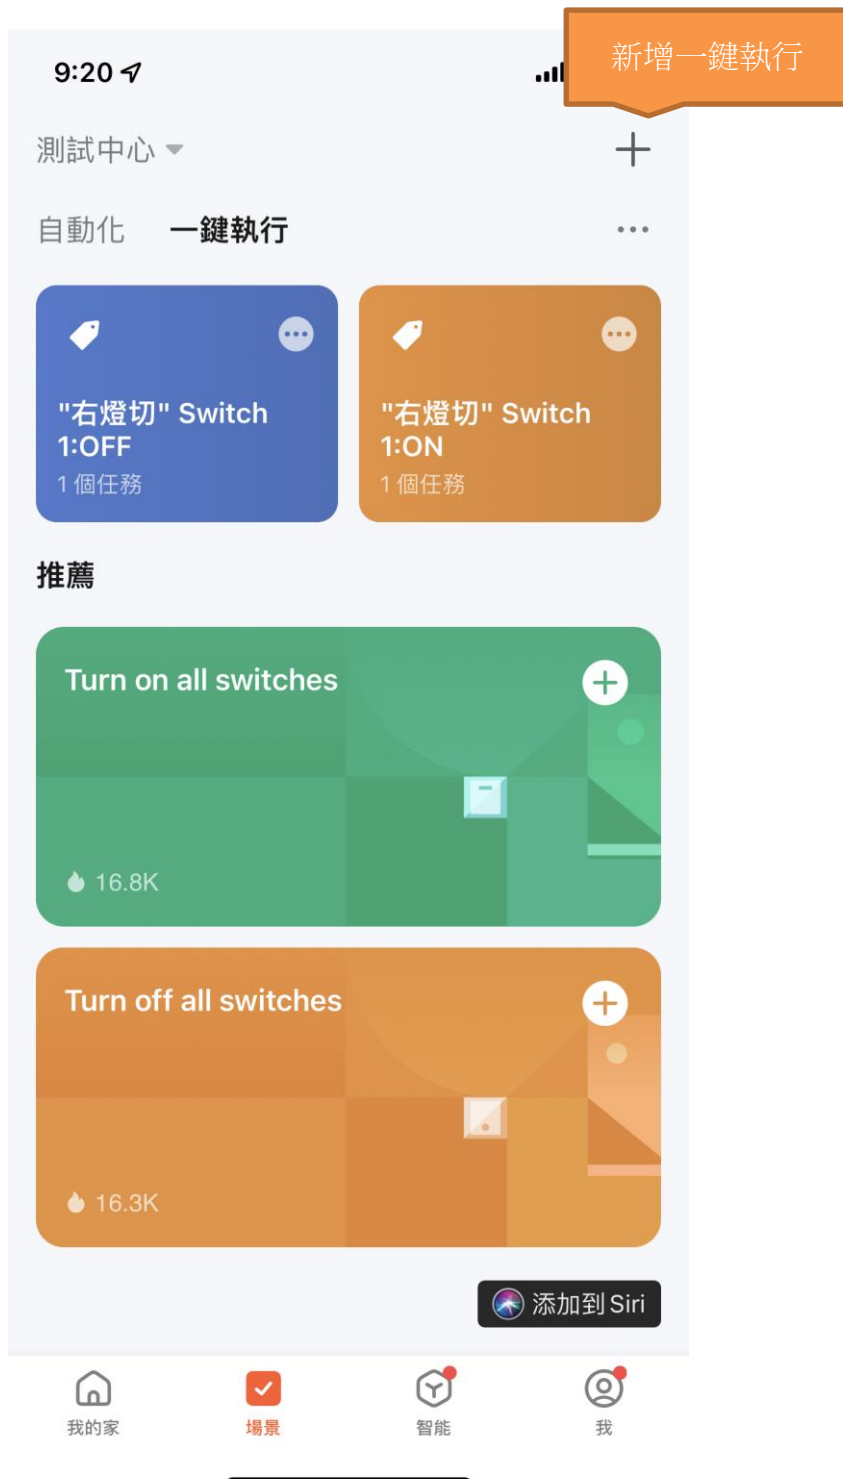 新增一鍵執行
9:20
測試中心
自動化 一鍵執行
"右燈切" Switch
1:OFF
1 個任務
"右燈切" Switch
1:ON
1 個任務
推薦
Turn on all switches
16.8K
Turn off all switches
16.3K
添加到 Siri
我的家
場景
智能
我